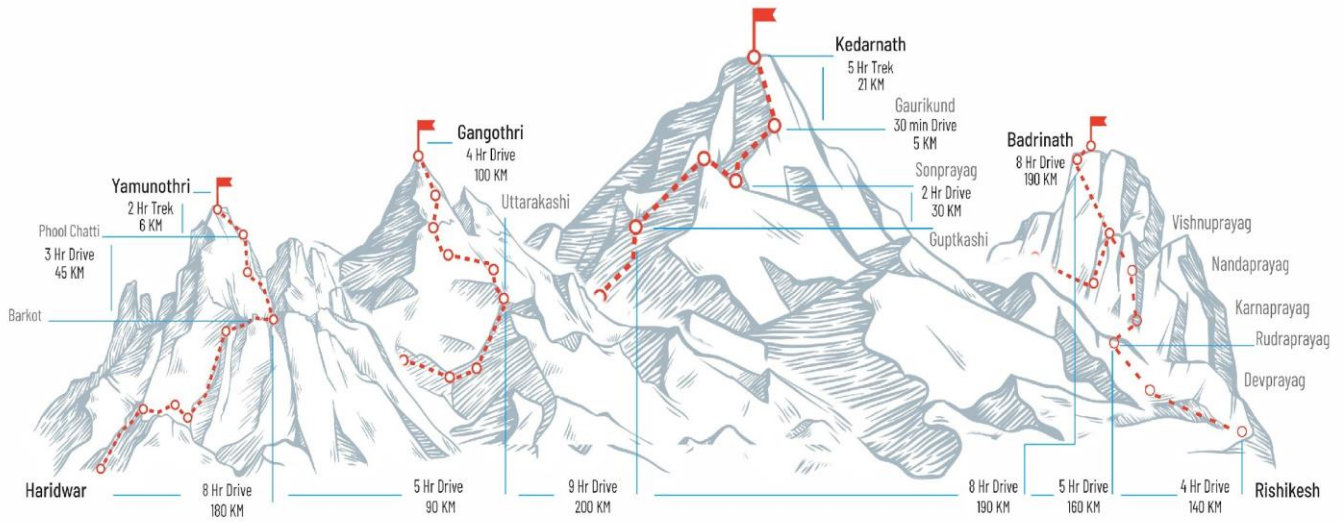 Kedarnath
5 Hr Trek
21 KM
Gaurikund
30 min Drive
5 KM
Sonprayag
2 Hr Drive
30 KM
Guptkashi
Gangothri
4 Hr Drive
100 KM
Uttarakashi
Badrinath
8 Hr Drive
190 KM
Vishnuprayag
Nandaprayag
Karnaprayag
Rudraprayag
Devprayag
Yamunothri
2 Hr Trek
6 KM
Phool Chatti
3 Hr Drive
45 KM
Barkot
Haridwar
8 Hr Drive
180 KM
5 Hr Drive
90 KM
9 Hr Drive
200 KM
8 Hr Drive
190 KM
5 Hr Drive
160 KM
4 Hr Drive
140 KM
Rishikesh